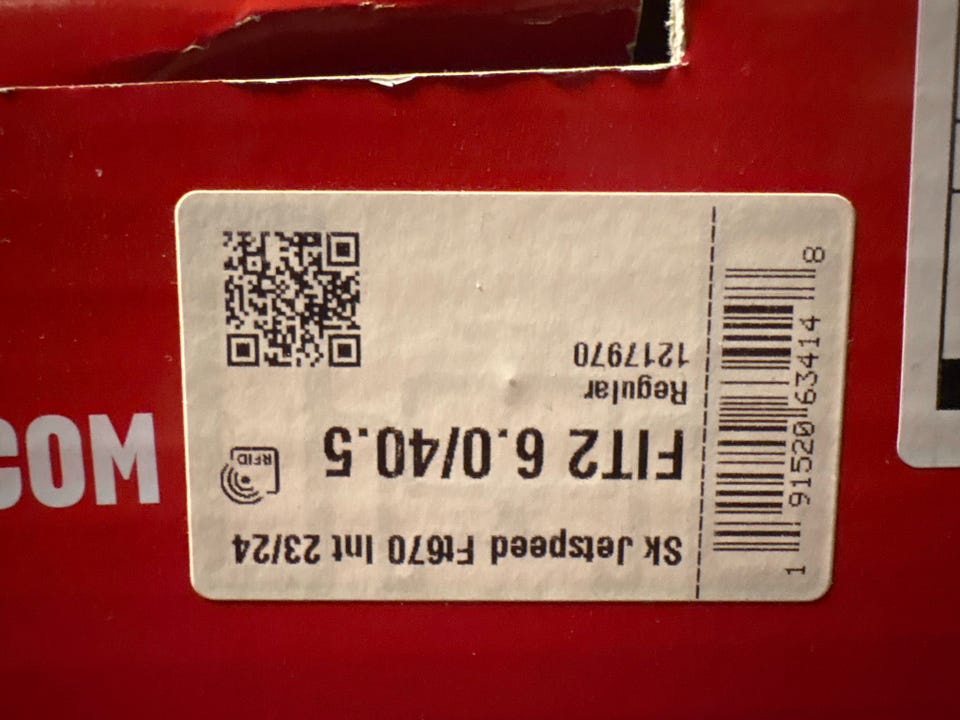 Sk Jetspeed Ft670 Int 23/24
FIT2 6.0/40.5
RFID
Regular
1217970
1 91520 63414 8
COM